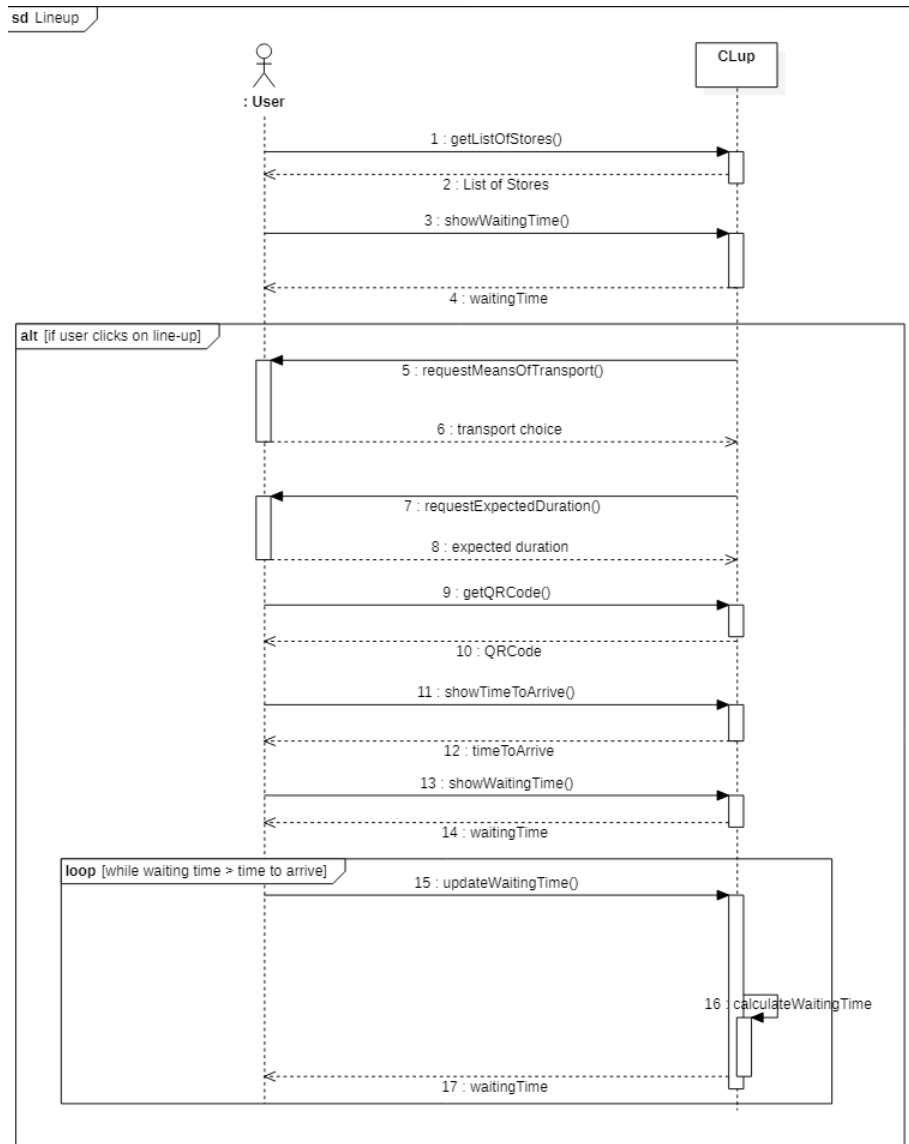 sd Lineup
CLup
: User
1 : getListOfStores()
2 : List of Stores
3 : showWaitingTime()
4 : waitingTime
alt [if user clicks on line-up]
5 : requestMeansOfTransport()
6 : transport choice
7 : requestExpectedDuration()
8 : expected duration
9 : getQRCode()
10 : QRCode
11 : showTimeToArrive()
12 : timeToArrive
13 : showWaitingTime()
14 : waitingTime
loop [while waiting time > time to arrive]
15 : updateWaitingTime()
16 : calculateWaitingTime
17 : waitingTime